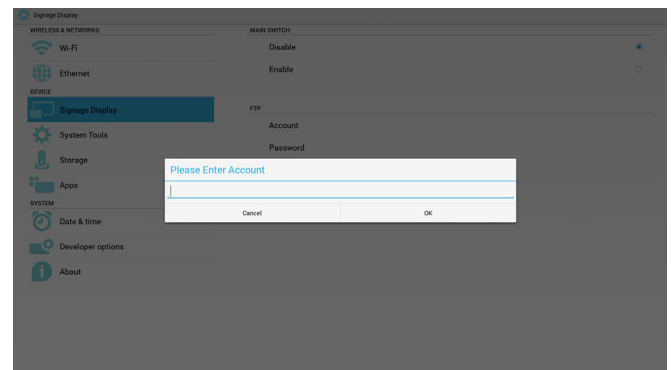 Signage Display
WIRELESS & NETWORKS
Wi-Fi
Ethernet
DEVICE
Signage Display
System Tools
Storage
Apps
SYSTEM
Date & time
Developer options
About
MAIN SWITCH
Disable
Enable
FTP
Account
Password
Please Enter Account
Cancel
OK